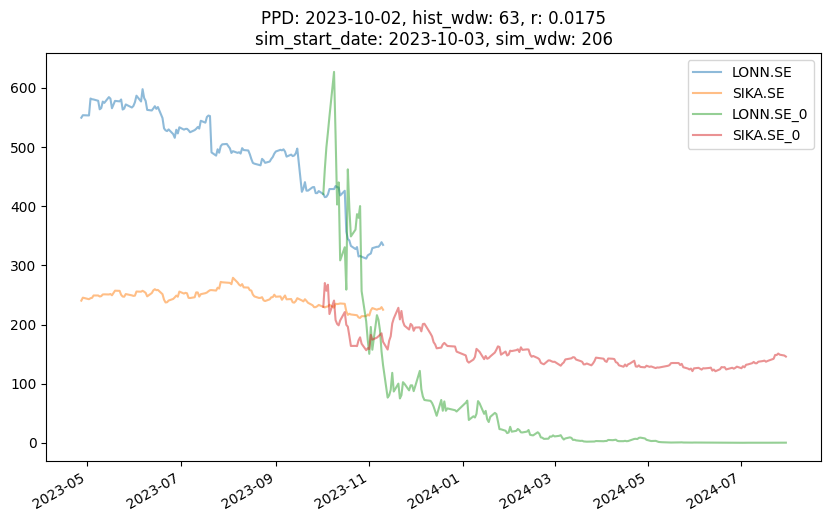 PPD: 2023-10-02, hist_wdw: 63, r: 0.0175
sim_start_date: 2023-10-03, sim_wdw: 206
LONN.SE
SIKA.SE
LONN.SE_0
SIKA.SE_0
600
500
400
300
200
100
0
2023-05
2023-07
2023-09
2023-11
2024-01
2024-03
2024-05
2024-07